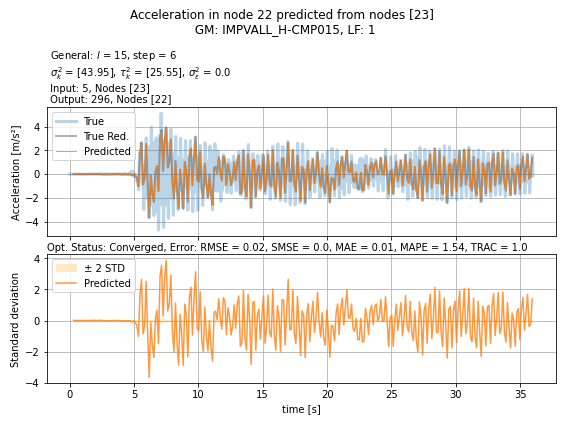 Acceleration in node 22 predicted from nodes [23]
GM: IMPVALL_H-CMP015, LF: 1
General: l = 15, step = 6
σ²ₖ = [43.95], τ²ₖ = [25.55], σ²ε = 0.0
Input: 5, Nodes [23]
Output: 296, Nodes [22]
True
True Red.
Predicted
Acceleration [m/s²]
4
2
0
−2
−4
Opt. Status: Converged, Error: RMSE = 0.02, SMSE = 0.0, MAE = 0.01, MAPE = 1.54, TRAC = 1.0
± 2 STD
Predicted
Standard deviation
4
2
0
−2
−4
0 5 10 15 20 25 30 35
time [s]